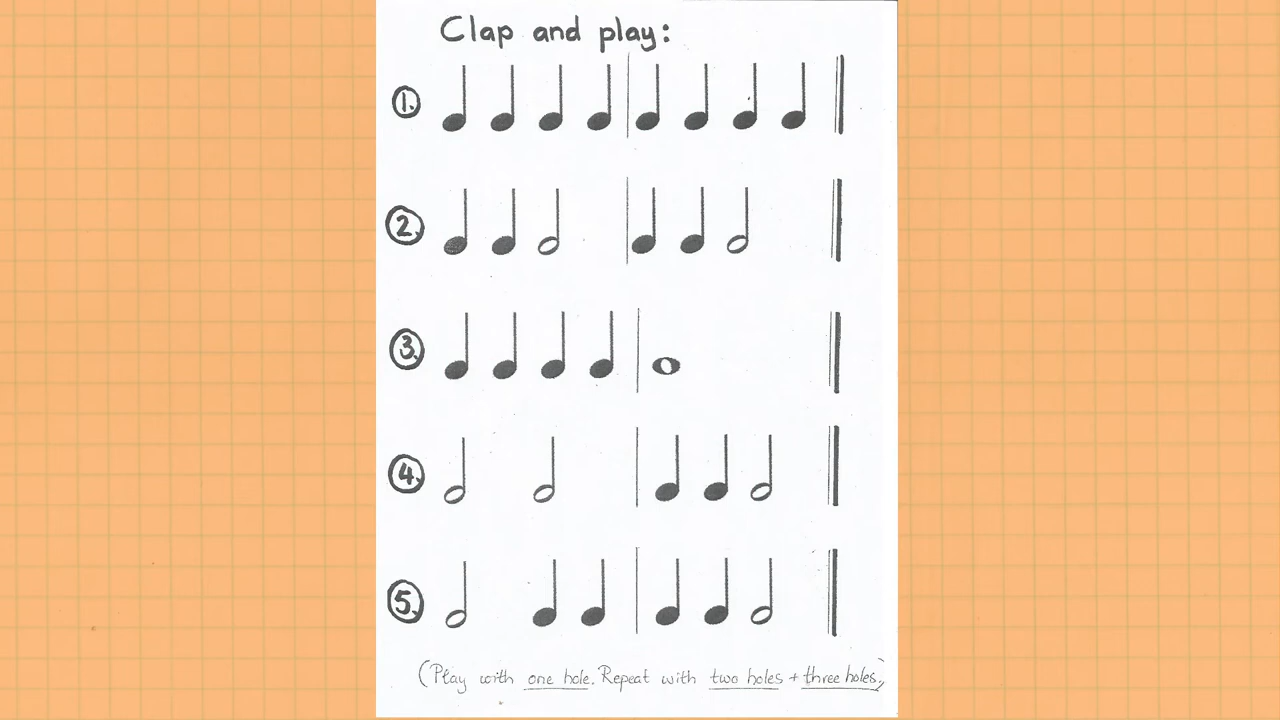 Clap and play:
1.
2.
3.
4.
5.
(Play with one hole. Repeat with two holes + three holes.)